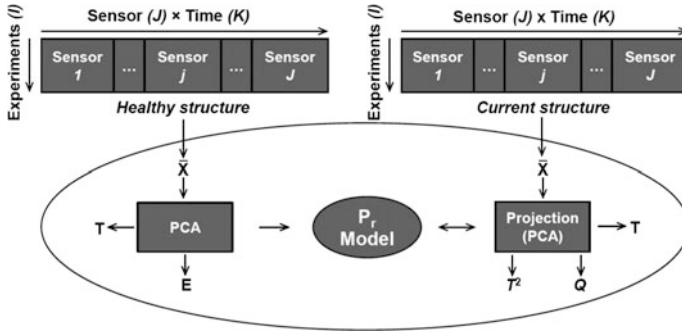 Sensor (J) × Time (K)
Experiments (I)
Sensor 1
...
Sensor j
...
Sensor J
Healthy structure
Sensor (J) x Time (K)
Experiments (I)
Sensor 1
...
Sensor j
...
Sensor J
Current structure
X̄
X̄
T
PCA
Pr
Model
Projection
(PCA)
T
E
T²
Q